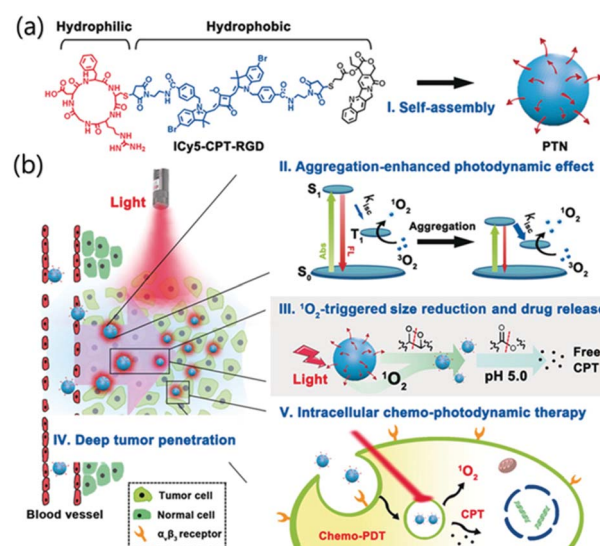 (a)
Hydrophilic
Hydrophobic
ICy5-CPT-RGD
I. Self-assembly
PTN
(b)
Light
II. Aggregation-enhanced photodynamic effect
S₁
Kisc
Abs
FL
T₁
¹O₂
³O₂
S₀
Aggregation
Kisc
¹O₂
³O₂
III. ¹O₂-triggered size reduction and drug release
Light
¹O₂
pH 5.0
Free
CPT
IV. Deep tumor penetration
V. Intracellular chemo-photodynamic therapy
¹O₂
CPT
Chemo-PDT
Tumor cell
Normal cell
αvβ3 receptor
Blood vessel